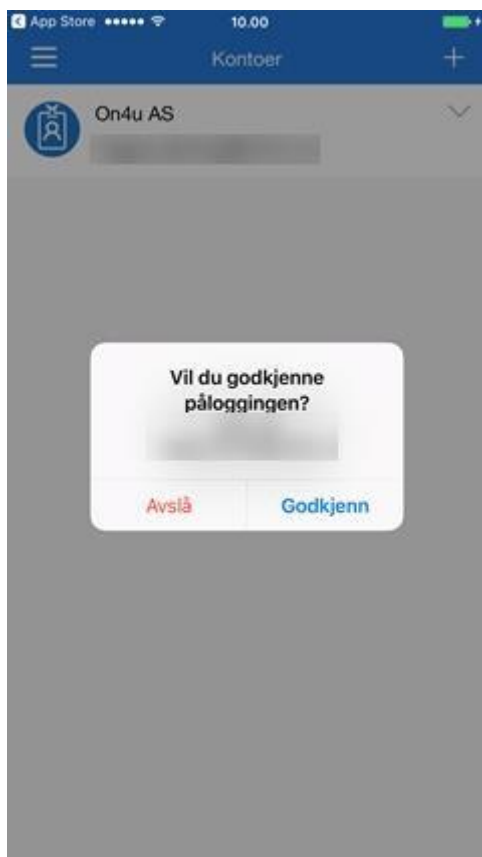 App Store
10.00
Kontoer
On4u AS
Vil du godkjenne
påloggingen?
Avslå
Godkjenn